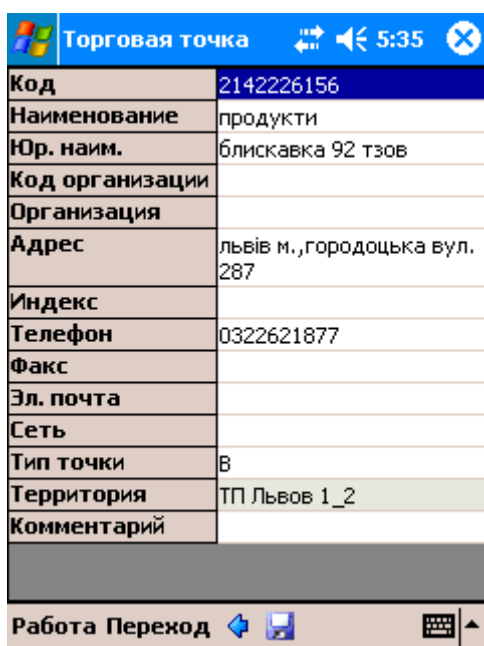 Торговая точка 5:35
Код 2142226156
Наименование продукти
Юр. наим. блискавка 92 тзов
Код организации
Организация
Адрес львів м.,городоцька вул.
287
Индекс
Телефон 0322621877
Факс
Эл. почта
Сеть
Тип точки В
Территория ТП Львов 1_2
Комментарий
Работа Переход